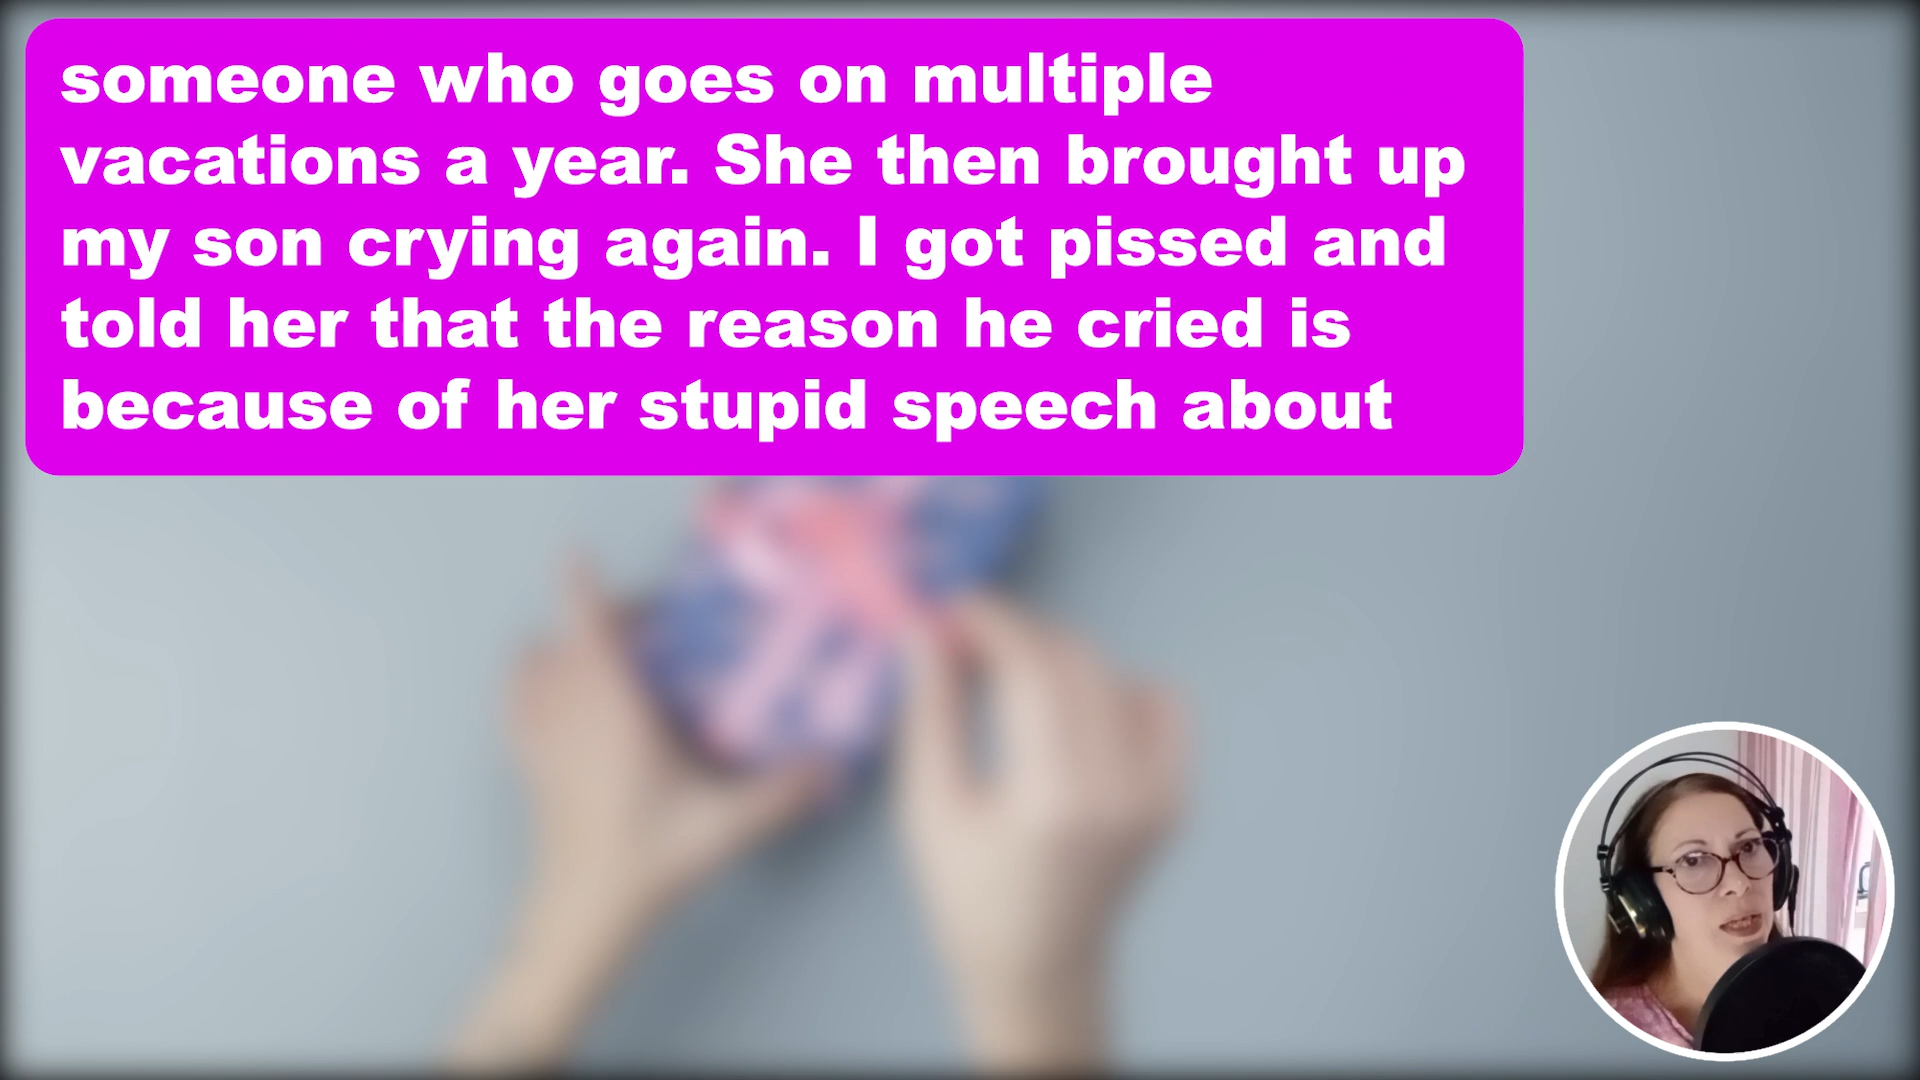 someone who goes on multiple
vacations a year. She then brought up
my son crying again. I got pissed and
told her that the reason he cried is
because of her stupid speech about